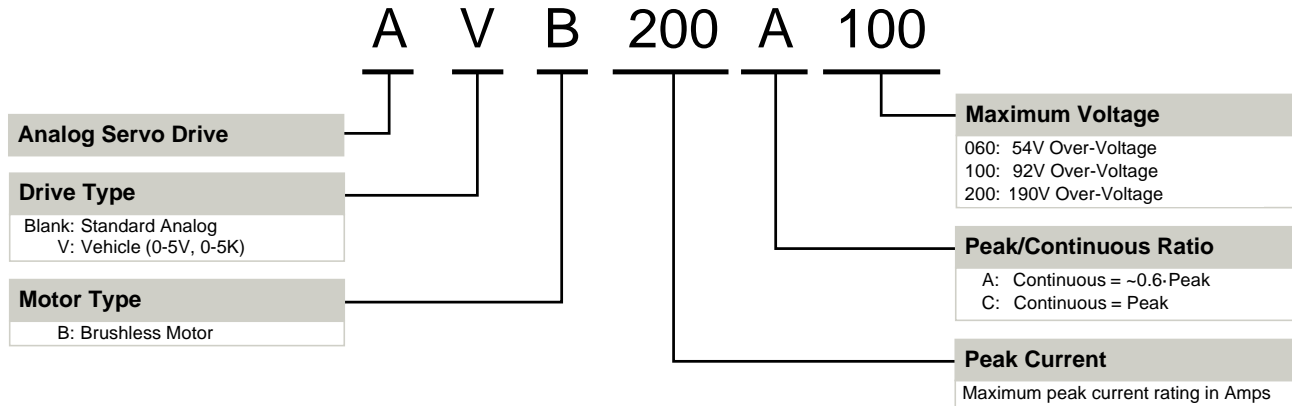 A V B 200 A 100
Analog Servo Drive
Drive Type
Blank: Standard Analog
V: Vehicle (0-5V, 0-5K)
Motor Type
B: Brushless Motor
Maximum Voltage
060: 54V Over-Voltage
100: 92V Over-Voltage
200: 190V Over-Voltage
Peak/Continuous Ratio
A: Continuous = ~0.6·Peak
C: Continuous = Peak
Peak Current
Maximum peak current rating in Amps